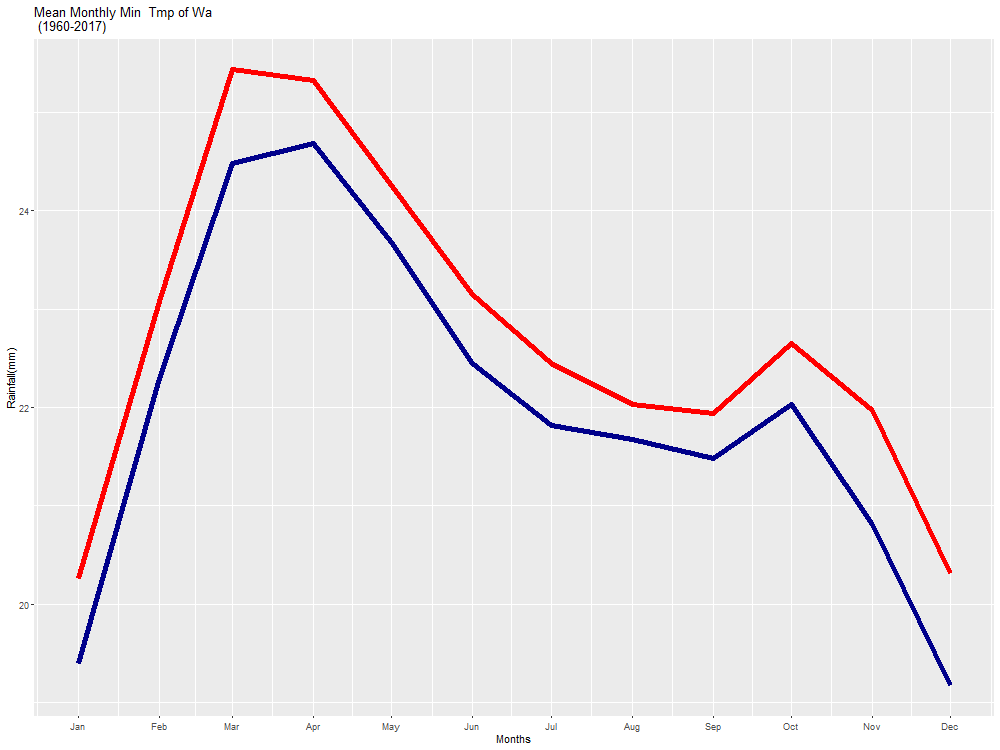 Mean Monthly Min  Tmp of Wa
(1960-2017)
24
22
20
Rainfall(mm)
Jan Feb Mar Apr May Jun Jul Aug Sep Oct Nov Dec
Months